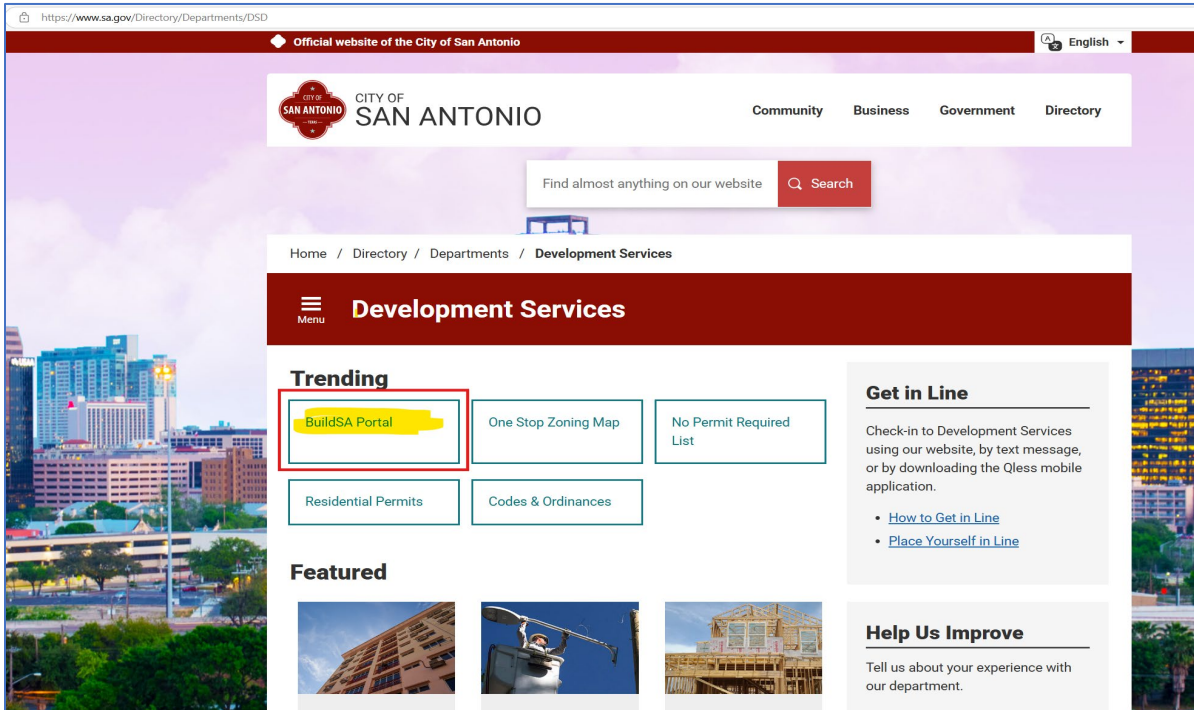 https://www.sa.gov/Directory/Departments/DSD
Official website of the City of San Antonio
English
CITY OF
SAN ANTONIO
TEXAS
CITY OF
SAN ANTONIO
Community Business Government Directory
Find almost anything on our website
Search
Home / Directory / Departments / Development Services
Menu
Development Services
Trending
BuildSA Portal
One Stop Zoning Map
No Permit Required
List
Residential Permits
Codes & Ordinances
Featured
Get in Line
Check-in to Development Services
using our website, by text message,
or by downloading the Qless mobile
application.
• How to Get in Line
• Place Yourself in Line
Help Us Improve
Tell us about your experience with
our department.